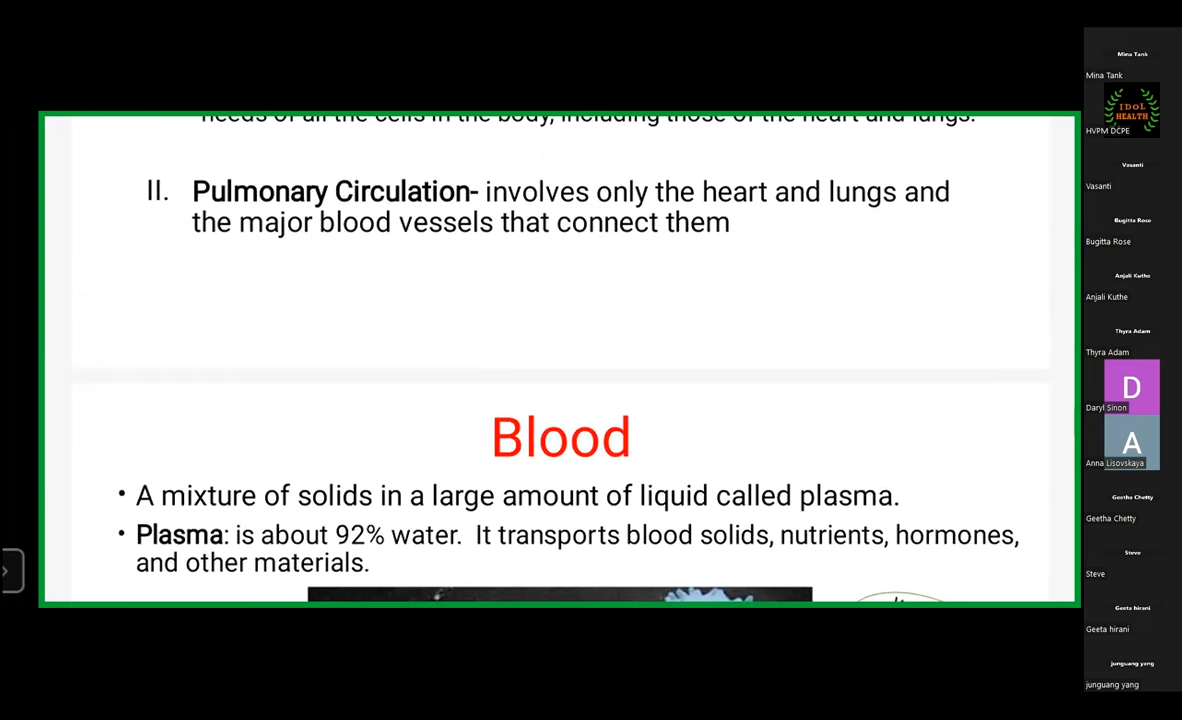 needs of all the cells in the body, including those of the heart and lungs.
II. Pulmonary Circulation- involves only the heart and lungs and
the major blood vessels that connect them
Blood
• A mixture of solids in a large amount of liquid called plasma.
• Plasma: is about 92% water. It transports blood solids, nutrients, hormones,
and other materials.
Mina Tank
Mina Tank
IDOL
HEALTH
HVPM DCPE
Vasanti
Vasanti
Bugitta Rose
Bugitta Rose
Anjali Kuthe
Anjali Kuthe
Thyra Adam
Thyra Adam
D
Daryl Sinon
A
Anna Lisovskaya
Geetha Chetty
Geetha Chetty
Steve
Steve
Geeta hirani
Geeta hirani
junguang yang
junguang yang